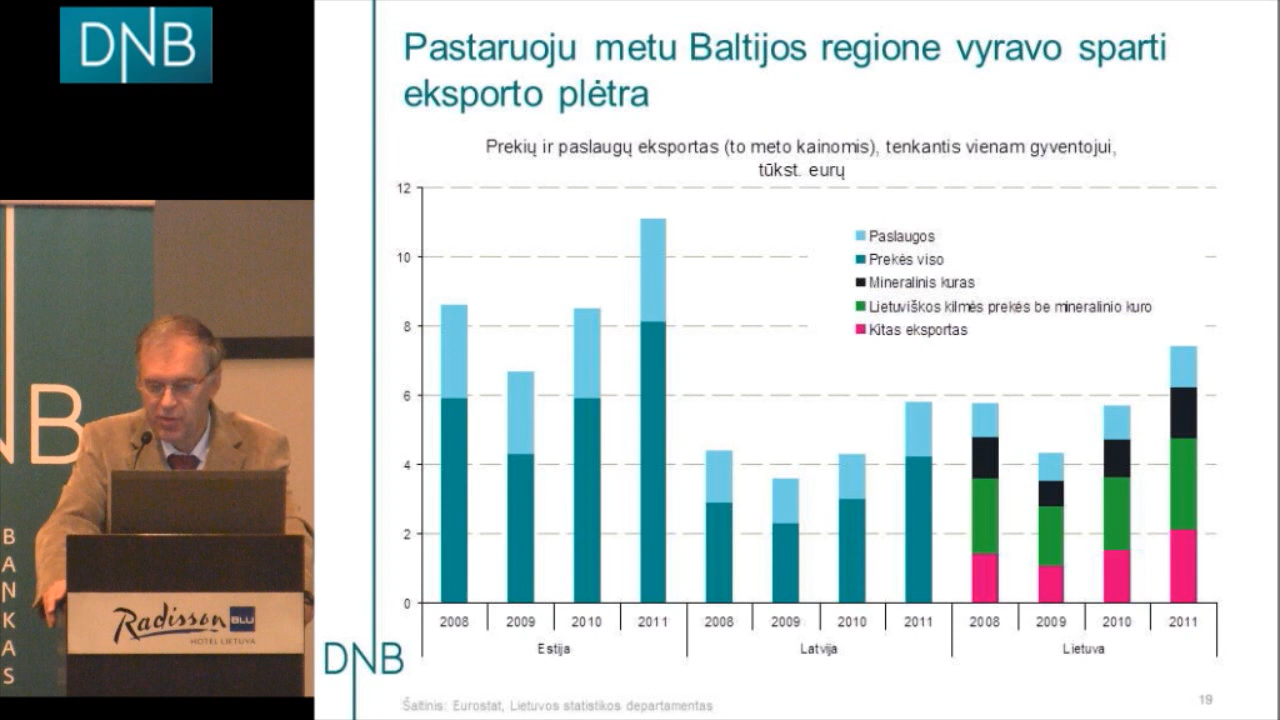 DNB
Pastaruoju metu Baltijos regione vyravo sparti
eksporto plėtra
Prekių ir paslaugų eksportas (to meto kainomis), tenkantis vienam gyventojui,
tūkst. eurų
12
10
8
6
4
2
0
Paslaugos
Prekės viso
Mineralinis kuras
Lietuviškos kilmės prekės be mineralinio kuro
Kitas eksportas
2008 2009 2010 2011 2008 2009 2010 2011 2008 2009 2010 2011
Estija Latvija Lietuva
DNB
Šaltinis: Eurostat, Lietuvos statistikos departamentas
19
NB
B
A
N
K
A
S
Radisson BLU
HOTEL LIETUVA